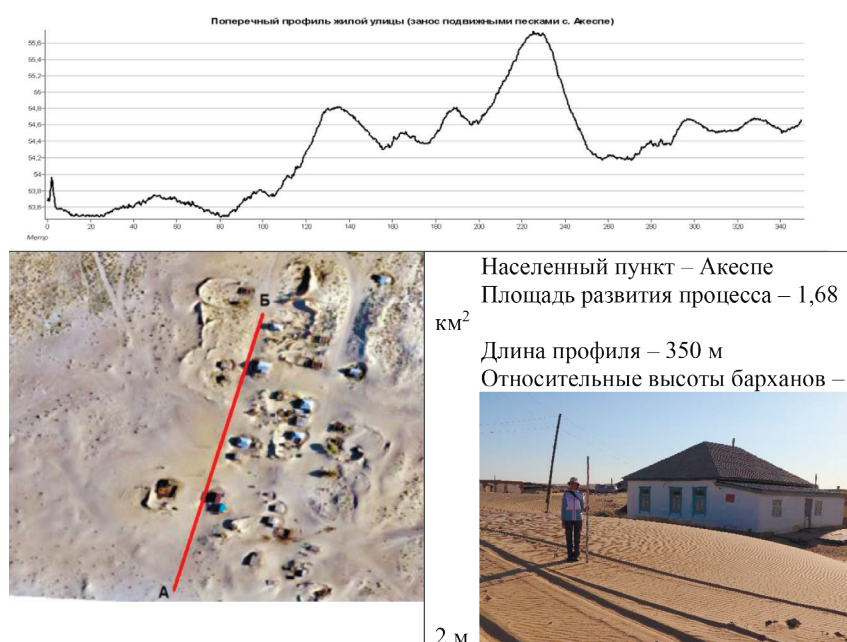 Поперечный профиль жилой улицы (занос подвижными песками с. Акеспе)
55,6
55,4
55,2
55
54,8
54,6
54,4
54,2
54
53,8
53,6
0 20 40 60 80 100 120 140 160 180 200 220 240 260 280 300 320 340
Метр
Б
А
Населенный пункт – Акеспе
Площадь развития процесса – 1,68
км²
Длина профиля – 350 м
Относительные высоты барханов –
2 м